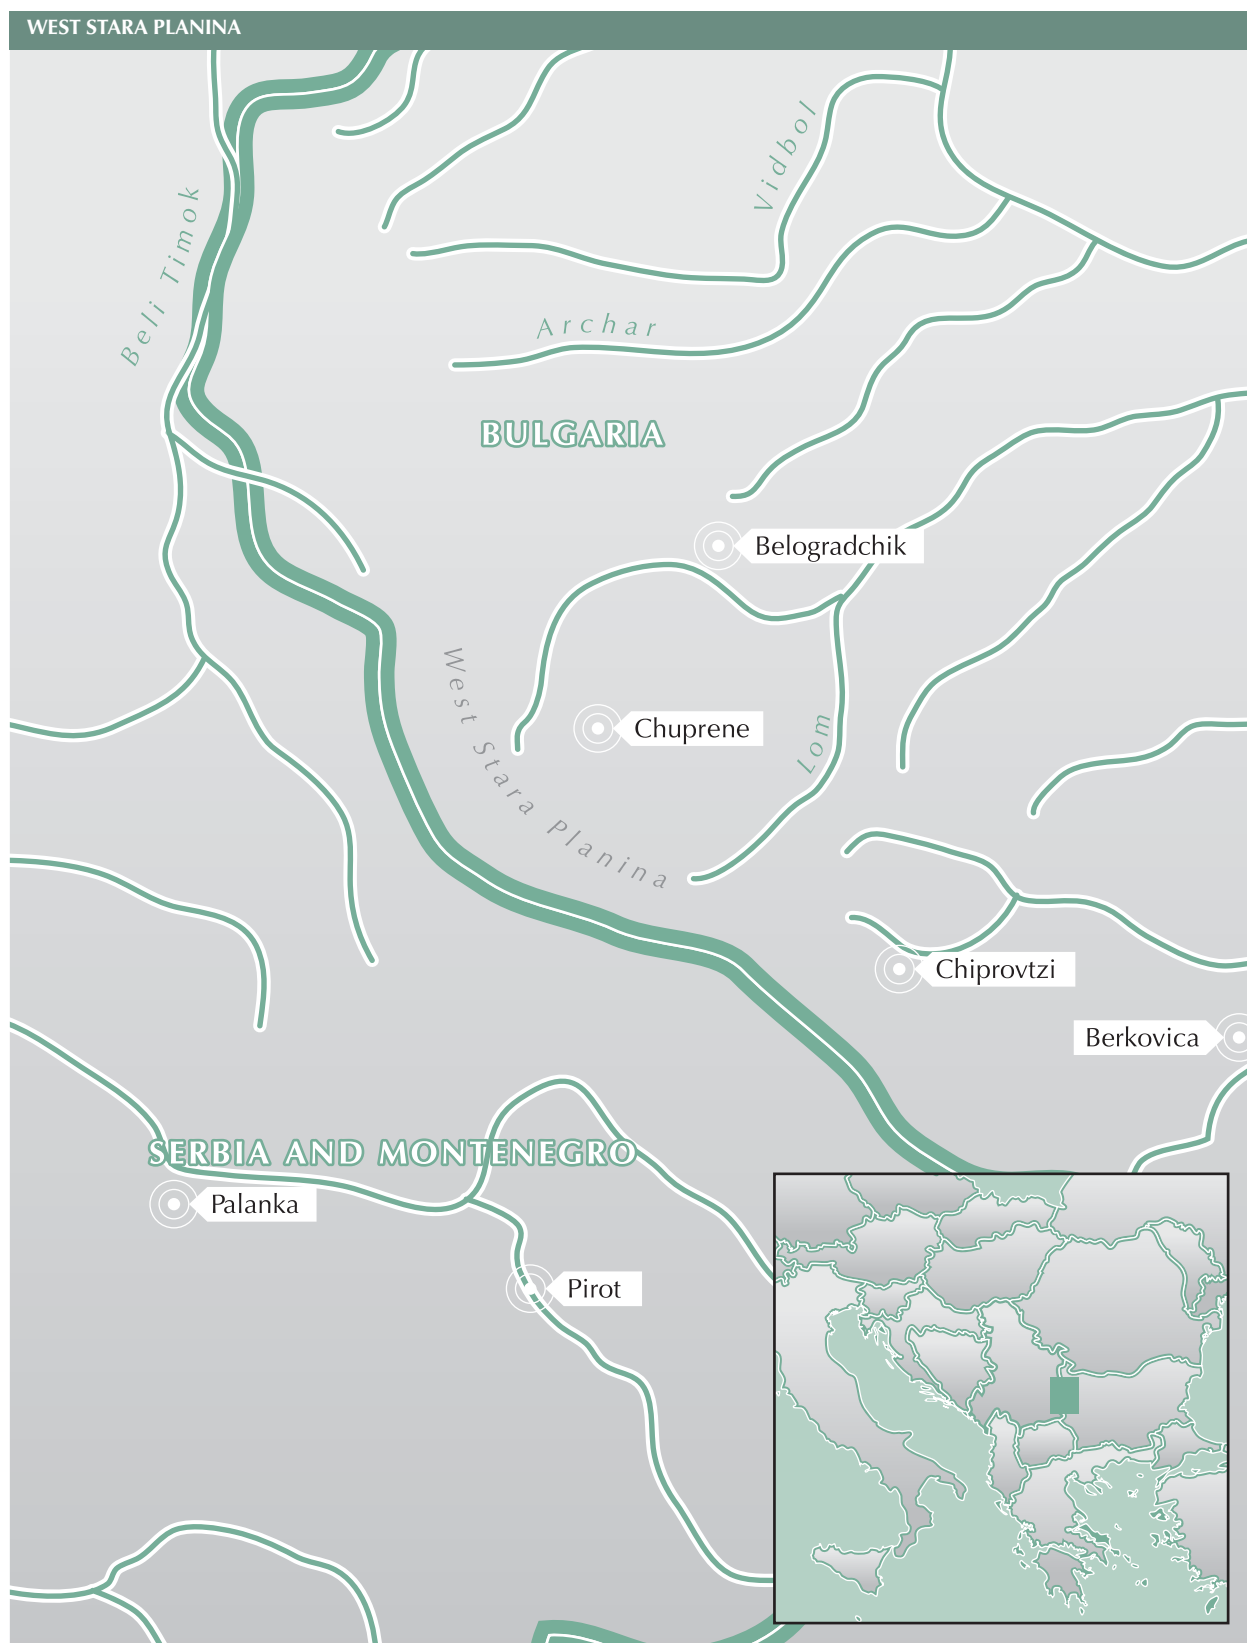 WEST STARA PLANINA
Vidbol
Beli Timok
Archar
BULGARIA
Belogradchik
West Stara Planina
Chuprene
Lom
Chiprovtzi
Berkovica
SERBIA AND MONTENEGRO
Palanka
Pirot